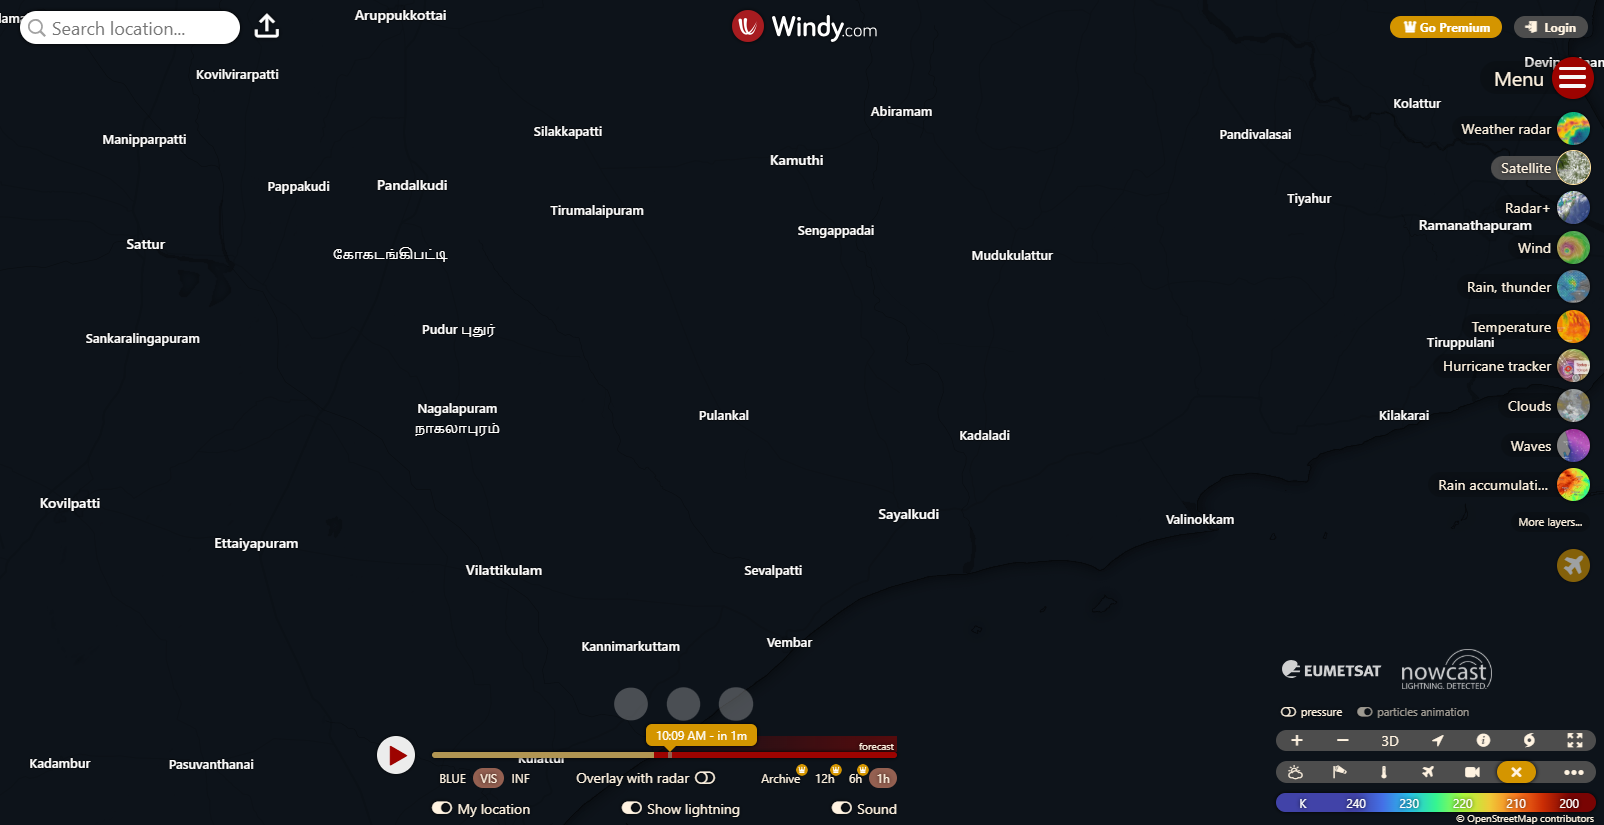 Search location...
Aruppukkottai
Windy.com
Go Premium
Login
Kovilvirarpatti
Menu
Kolattur
Abiramam
Weather radar
Silakkapatti
Pandivalasai
Manipparpatti
Kamuthi
Satellite
Pappakudi
Pandalkudi
Tiyahur
Radar+
Tirumalaipuram
Ramanathapuram
Sengappadai
Sattur
Wind
கோகடங்கிபட்டி
Mudukulattur
Rain, thunder
Temperature
Pudur புதுர்
Sankaralingapuram
Tiruppulani
Hurricane tracker
Clouds
Nagalapuram
நாகலாபுரம்
Pulankal
Kilakarai
Kadaladi
Waves
Rain accumulati...
Kovilpatti
Sayalkudi
Valinokkam
More layers...
Ettaiyapuram
Vilattikulam
Sevalpatti
Kannimarkuttam
Vembar
EUMETSAT
nowcast
LIGHTNING. DETECTED.
pressure
particles animation
10:09 AM - in 1m
forecast
3D
Kadambur
Pasuvanthanai
Kulattur
BLUE VIS INF
Overlay with radar
Archive 12h 6h 1h
My location
Show lightning
Sound
K 240 230 220 210 200
© OpenStreetMap contributors